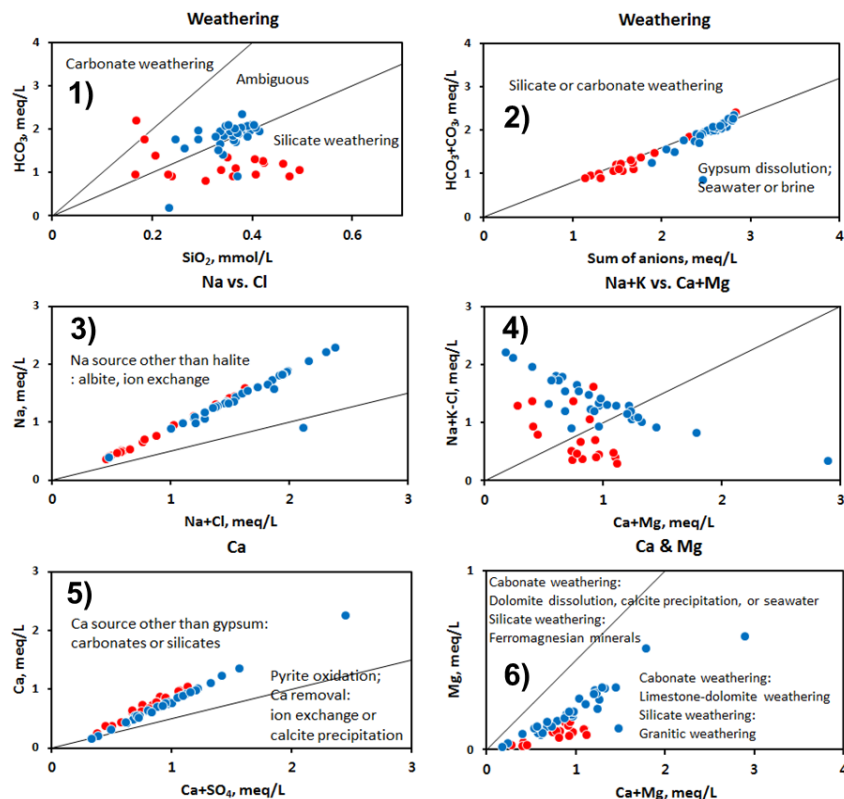 Weathering
4
3
2
1
0
Carbonate weathering
1)
Ambiguous
Silicate weathering
HCO3, meq/L
0
0.2
0.4
0.6
SiO2, mmol/L
Weathering
4
3
2
1
0
Silicate or carbonate weathering
2)
Gypsum dissolution;
Seawater or brine
HCO3+CO3, meq/L
0
1
2
3
4
Sum of anions, meq/L
Na vs. Cl
3
2
1
0
3)
Na source other than halite
: albite, ion exchange
Na, meq/L
0
1
2
3
Na+Cl, meq/L
Na+K vs. Ca+Mg
3
2
1
0
4)
Na+K-Cl, meq/L
0
1
2
3
Ca+Mg, meq/L
Ca
3
2
1
0
5)
Ca source other than gypsum:
carbonates or silicates
Pyrite oxidation;
Ca removal:
ion exchange or
calcite precipitation
Ca, meq/L
0
1
2
3
Ca+SO4, meq/L
Ca & Mg
1
0
Cabonate weathering:
Dolomite dissolution, calcite precipitation, or seawater
Silicate weathering:
Ferromagnesian minerals
6)
Cabonate weathering:
Limestone-dolomite weathering
Silicate weathering:
Granitic weathering
Mg, meq/L
0
1
2
3
Ca+Mg, meq/L